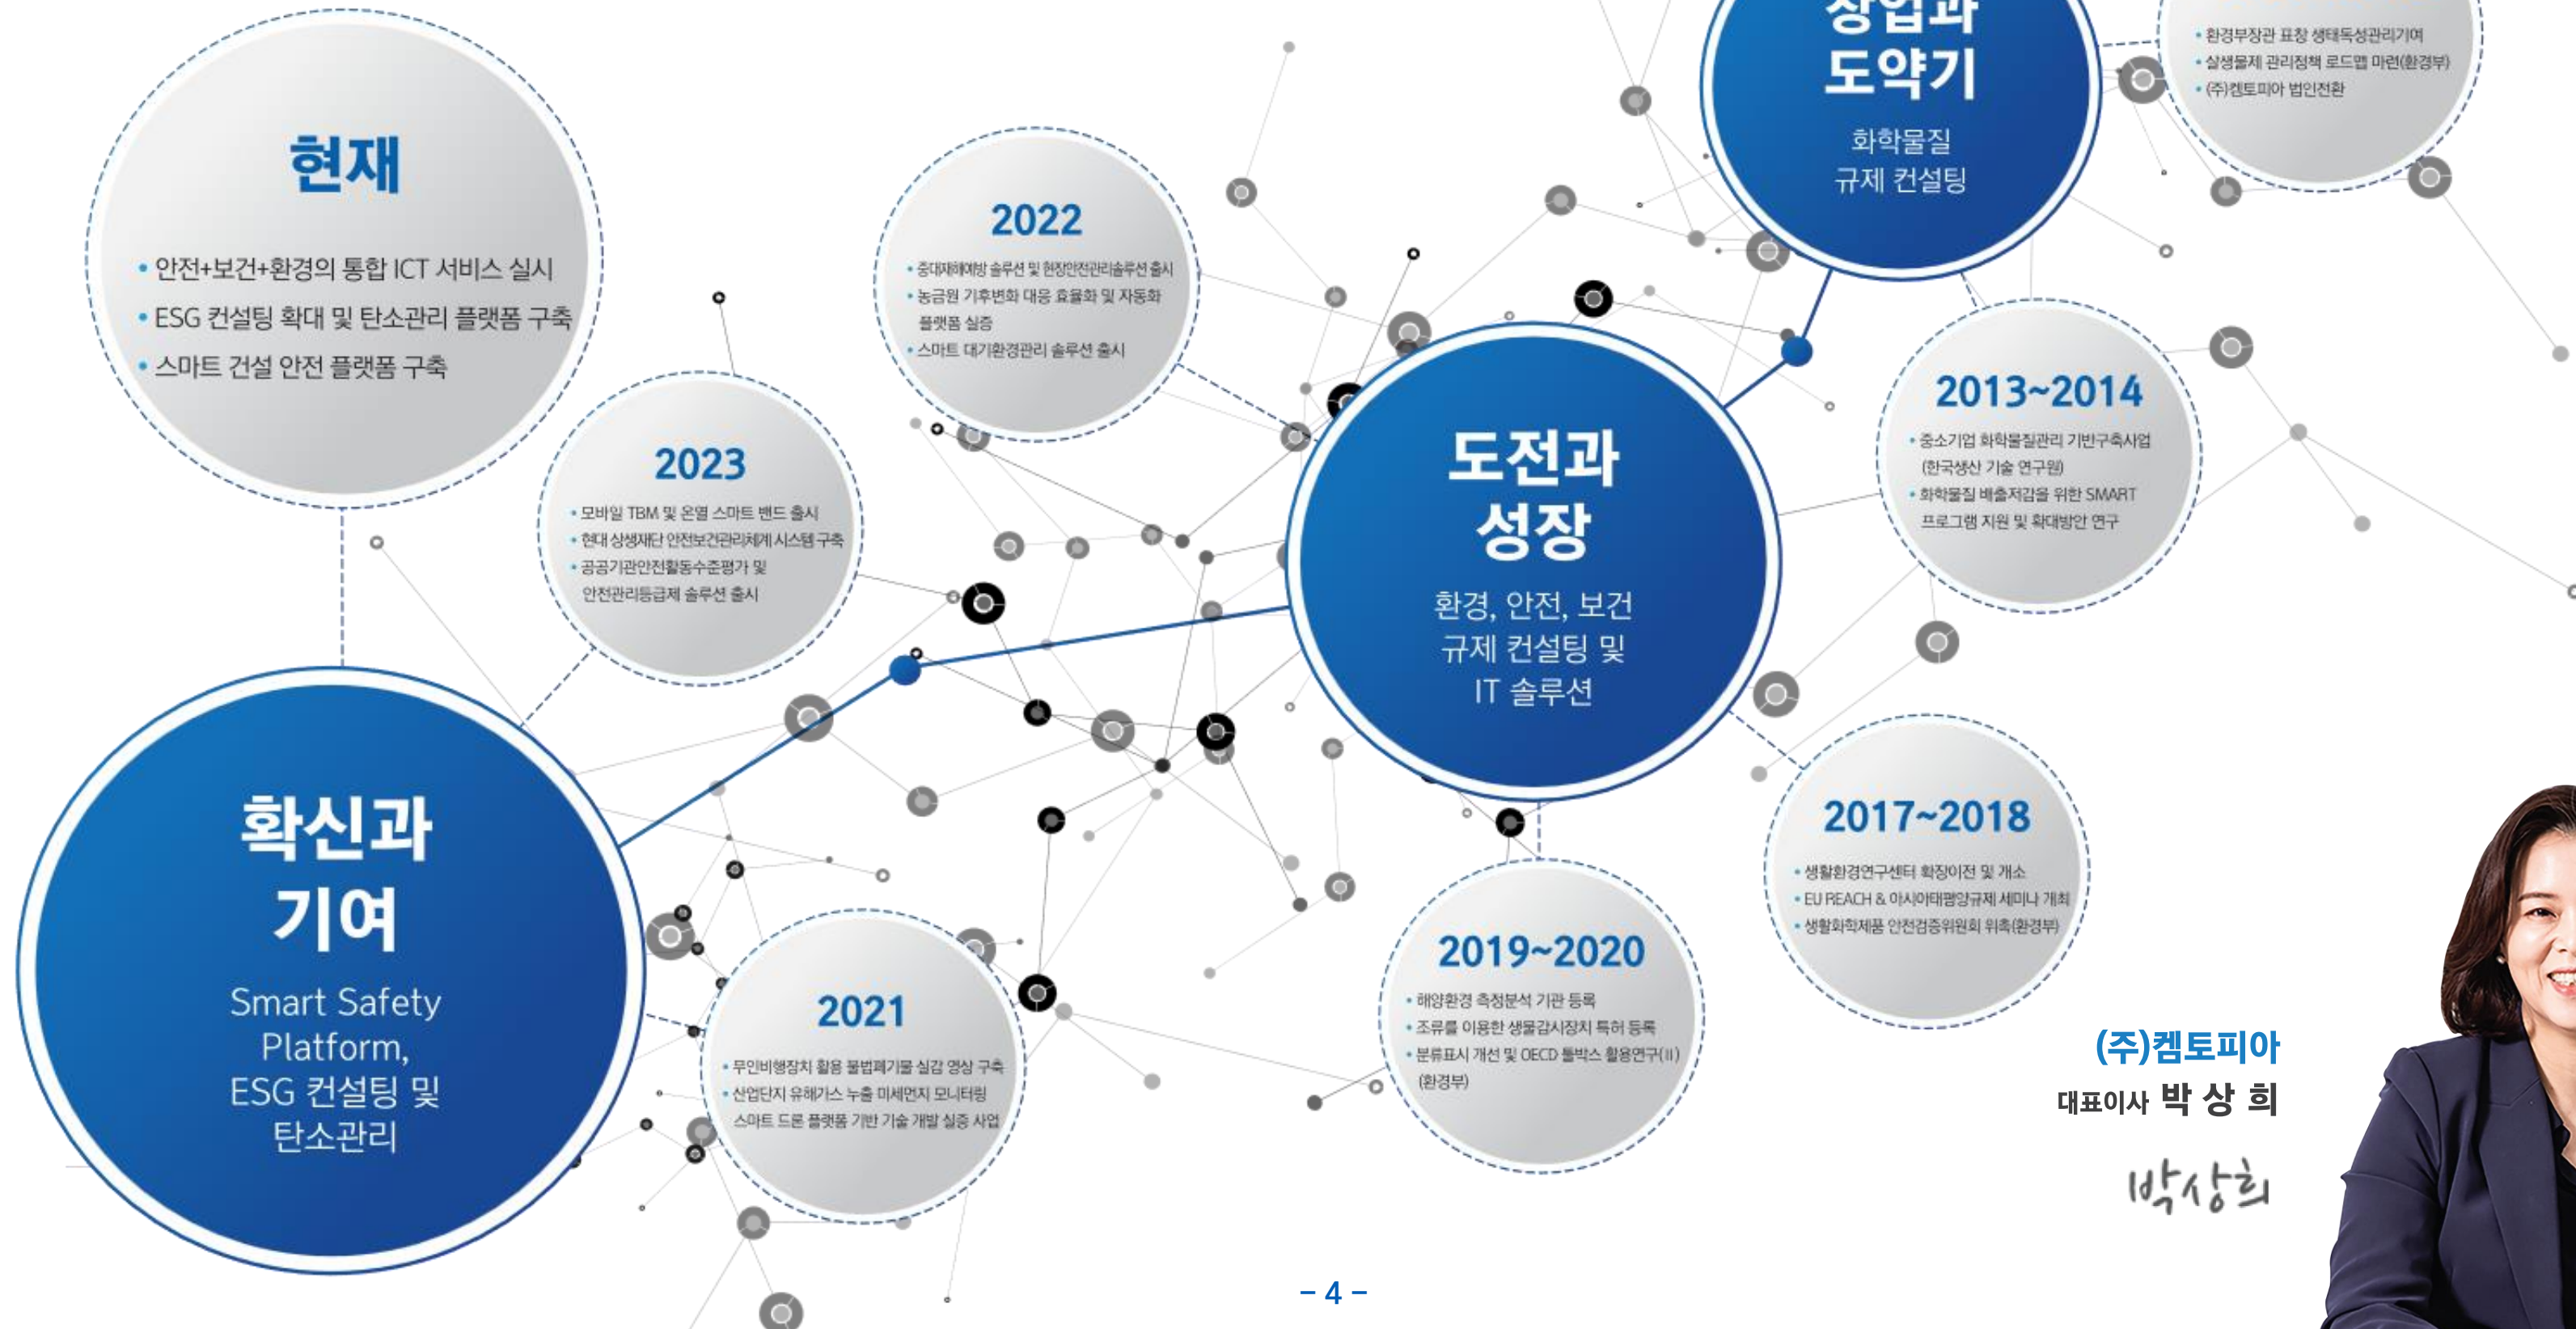 창업과
도약기
화학물질
규제 컨설팅
• 환경부장관 표창 생태독성관리기여
• 살생물제 관리정책 로드맵 마련(환경부)
• (주)켐토피아 법인전환
현재
• 안전+보건+환경의 통합 ICT 서비스 실시
• ESG 컨설팅 확대 및 탄소관리 플랫폼 구축
• 스마트 건설 안전 플랫폼 구축
2022
• 중대재해예방 솔루션 및 현장안전관리솔루션 출시
• 농금원 기후변화 대응 효율화 및 자동화
플랫폼 실증
• 스마트 대기환경관리 솔루션 출시
2023
• 모바일 TBM 및 온열 스마트 밴드 출시
• 현대 상생재단 안전보건관리체계 시스템 구축
• 공공기관안전활동수준평가 및
안전관리등급제 솔루션 출시
도전과
성장
환경, 안전, 보건
규제 컨설팅 및
IT 솔루션
2013~2014
• 중소기업 화학물질관리 기반구축사업
(한국생산 기술 연구원)
• 화학물질 배출저감을 위한 SMART
프로그램 지원 및 확대방안 연구
2017~2018
• 생활환경연구센터 확장이전 및 개소
• EU REACH & 아시아태평양규제 세미나 개최
• 생활화학제품 안전검증위원회 위촉(환경부)
확신과
기여
Smart Safety
Platform,
ESG 컨설팅 및
탄소관리
2021
• 무인비행장치 활용 불법폐기물 실감 영상 구축
• 산업단지 유해가스 누출 미세먼지 모니터링
스마트 드론 플랫폼 기반 기술 개발 실증 사업
2019~2020
• 해양환경 측정분석 기관 등록
• 조류를 이용한 생물감시장치 특허 등록
• 분류표시 개선 및 OECD 툴박스 활용연구(II)
(환경부)
(주)켐토피아
대표이사 박 상 희
박상희
– 4 –